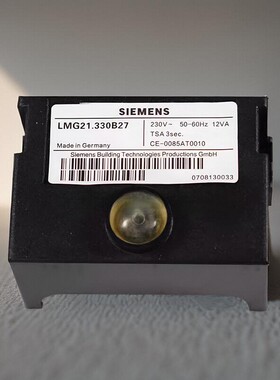 SIEMENS
LMG21.330B27
230V~ 50-60Hz 12VA
TSA 3sec.
Made in Germany
CE-0085AT0010
Siemens Building Technologies Productions GmbH
0708130033